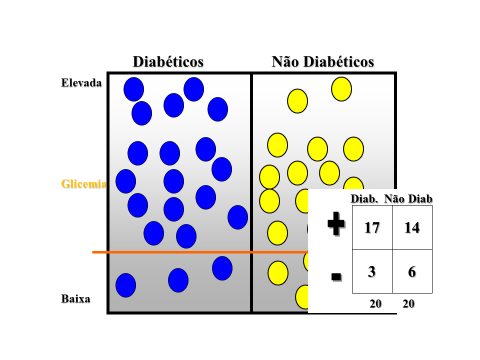 Diabéticos Não Diabéticos
Elevada
Glicemia
Diab. Não Diab
+ 17 14
- 3 6
20 20
Baixa